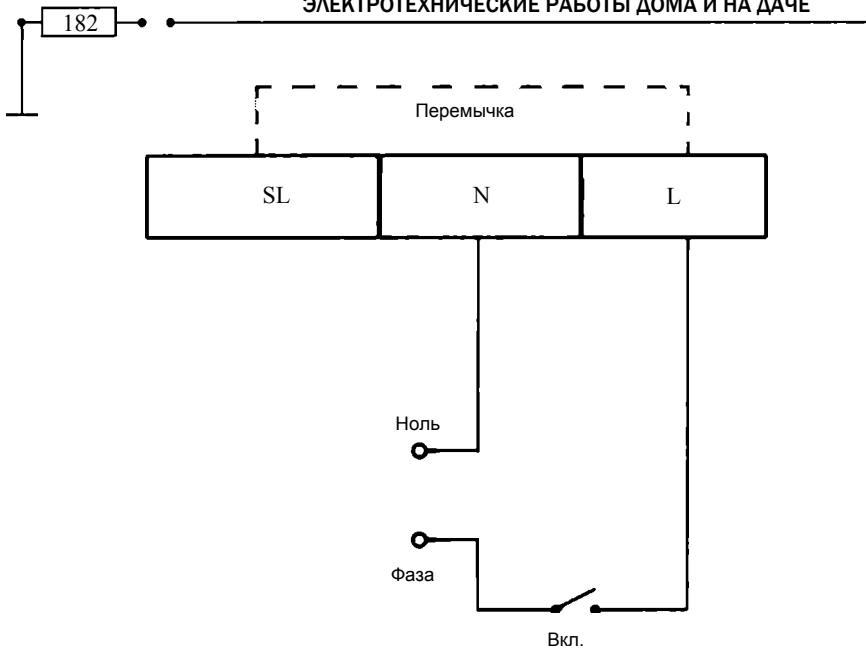 ЭЛЕКТРОТЕХНИЧЕСКИЕ РАБОТЫ ДОМА И НА ДАЧЕ
182
Перемычка
SL N L
Ноль
Фаза
Вкл.